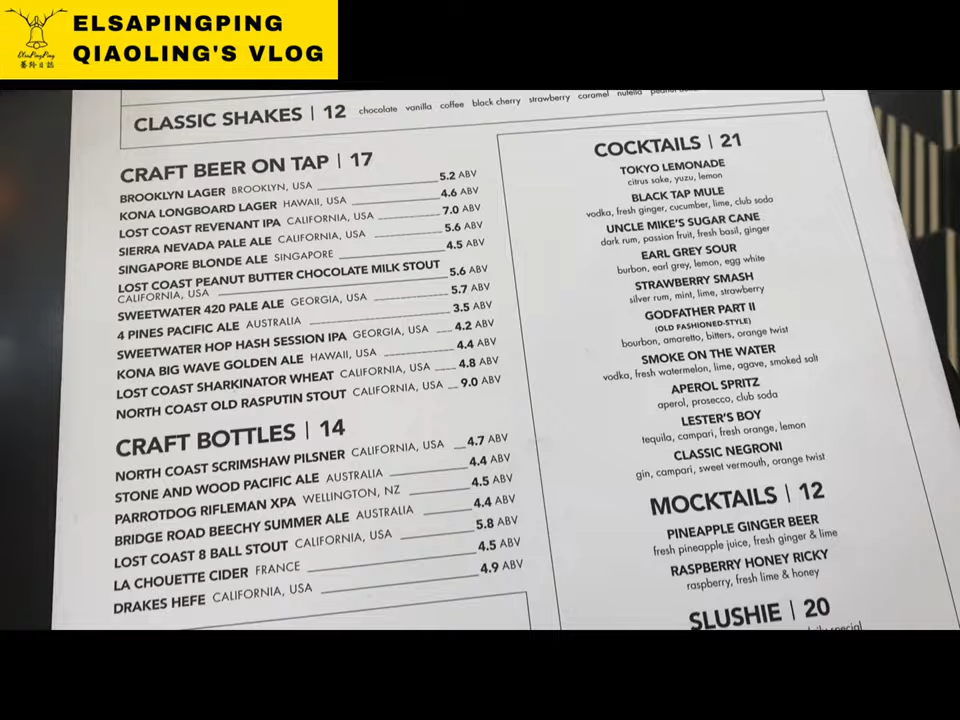 ELSAPINGPING
QIAOLING'S VLOG
ElsaPingPing
CLASSIC SHAKES | 12 chocolate vanilla coffee black cherry strawberry caramel nutella
CRAFT BEER ON TAP | 17
BROOKLYN LAGER BROOKLYN, USA 5.2 ABV
KONA LONGBOARD LAGER HAWAII, USA 4.6 ABV
LOST COAST REVENANT IPA CALIFORNIA, USA 7.0 ABV
SIERRA NEVADA PALE ALE CALIFORNIA, USA 5.6 ABV
SINGAPORE BLONDE ALE SINGAPORE 4.5 ABV
LOST COAST PEANUT BUTTER CHOCOLATE MILK STOUT
CALIFORNIA, USA 5.6 ABV
SWEETWATER 420 PALE ALE GEORGIA, USA 5.7 ABV
4 PINES PACIFIC ALE AUSTRALIA 3.5 ABV
SWEETWATER HOP HASH SESSION IPA GEORGIA, USA 4.2 ABV
KONA BIG WAVE GOLDEN ALE HAWAII, USA 4.4 ABV
LOST COAST SHARKINATOR WHEAT CALIFORNIA, USA 4.8 ABV
NORTH COAST OLD RASPUTIN STOUT CALIFORNIA, USA 9.0 ABV
CRAFT BOTTLES | 14
NORTH COAST SCRIMSHAW PILSNER CALIFORNIA, USA 4.7 ABV
STONE AND WOOD PACIFIC ALE AUSTRALIA 4.4 ABV
PARROTDOG RIFLEMAN XPA WELLINGTON, NZ 4.5 ABV
BRIDGE ROAD BEECHY SUMMER ALE AUSTRALIA 4.4 ABV
LOST COAST 8 BALL STOUT CALIFORNIA, USA 5.8 ABV
LA CHOUETTE CIDER FRANCE 4.5 ABV
DRAKES HEFE CALIFORNIA, USA 4.9 ABV
COCKTAILS | 21
TOKYO LEMONADE
citrus sake, yuzu, lemon
BLACK TAP MULE
vodka, fresh ginger, cucumber, lime, club soda
UNCLE MIKE'S SUGAR CANE
dark rum, passion fruit, fresh basil, ginger
EARL GREY SOUR
burbon, earl grey, lemon, egg white
STRAWBERRY SMASH
silver rum, mint, lime, strawberry
GODFATHER PART II
(OLD FASHIONED-STYLE)
bourbon, amaretto, bitters, orange twist
SMOKE ON THE WATER
vodka, fresh watermelon, lime, agave, smoked salt
APEROL SPRITZ
aperol, prosecco, club soda
LESTER'S BOY
tequila, campari, fresh orange, lemon
CLASSIC NEGRONI
gin, campari, sweet vermouth, orange twist
MOCKTAILS | 12
PINEAPPLE GINGER BEER
fresh pineapple juice, fresh ginger & lime
RASPBERRY HONEY RICKY
raspberry, fresh lime & honey
SLUSHIE | 20
special